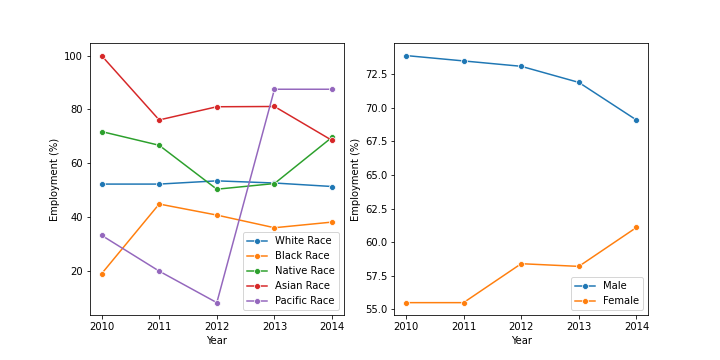 100
80
60
40
20
Employment (%)
2010 2011 2012 2013 2014
Year
White Race
Black Race
Native Race
Asian Race
Pacific Race
72.5
70.0
67.5
65.0
62.5
60.0
57.5
55.0
Employment (%)
2010 2011 2012 2013 2014
Year
Male
Female